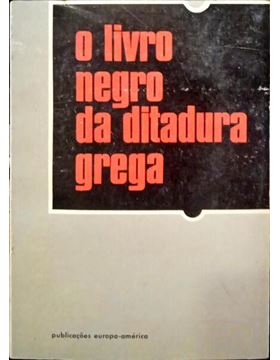 o livro
negro
da ditadura
grega
publicações europa-américa